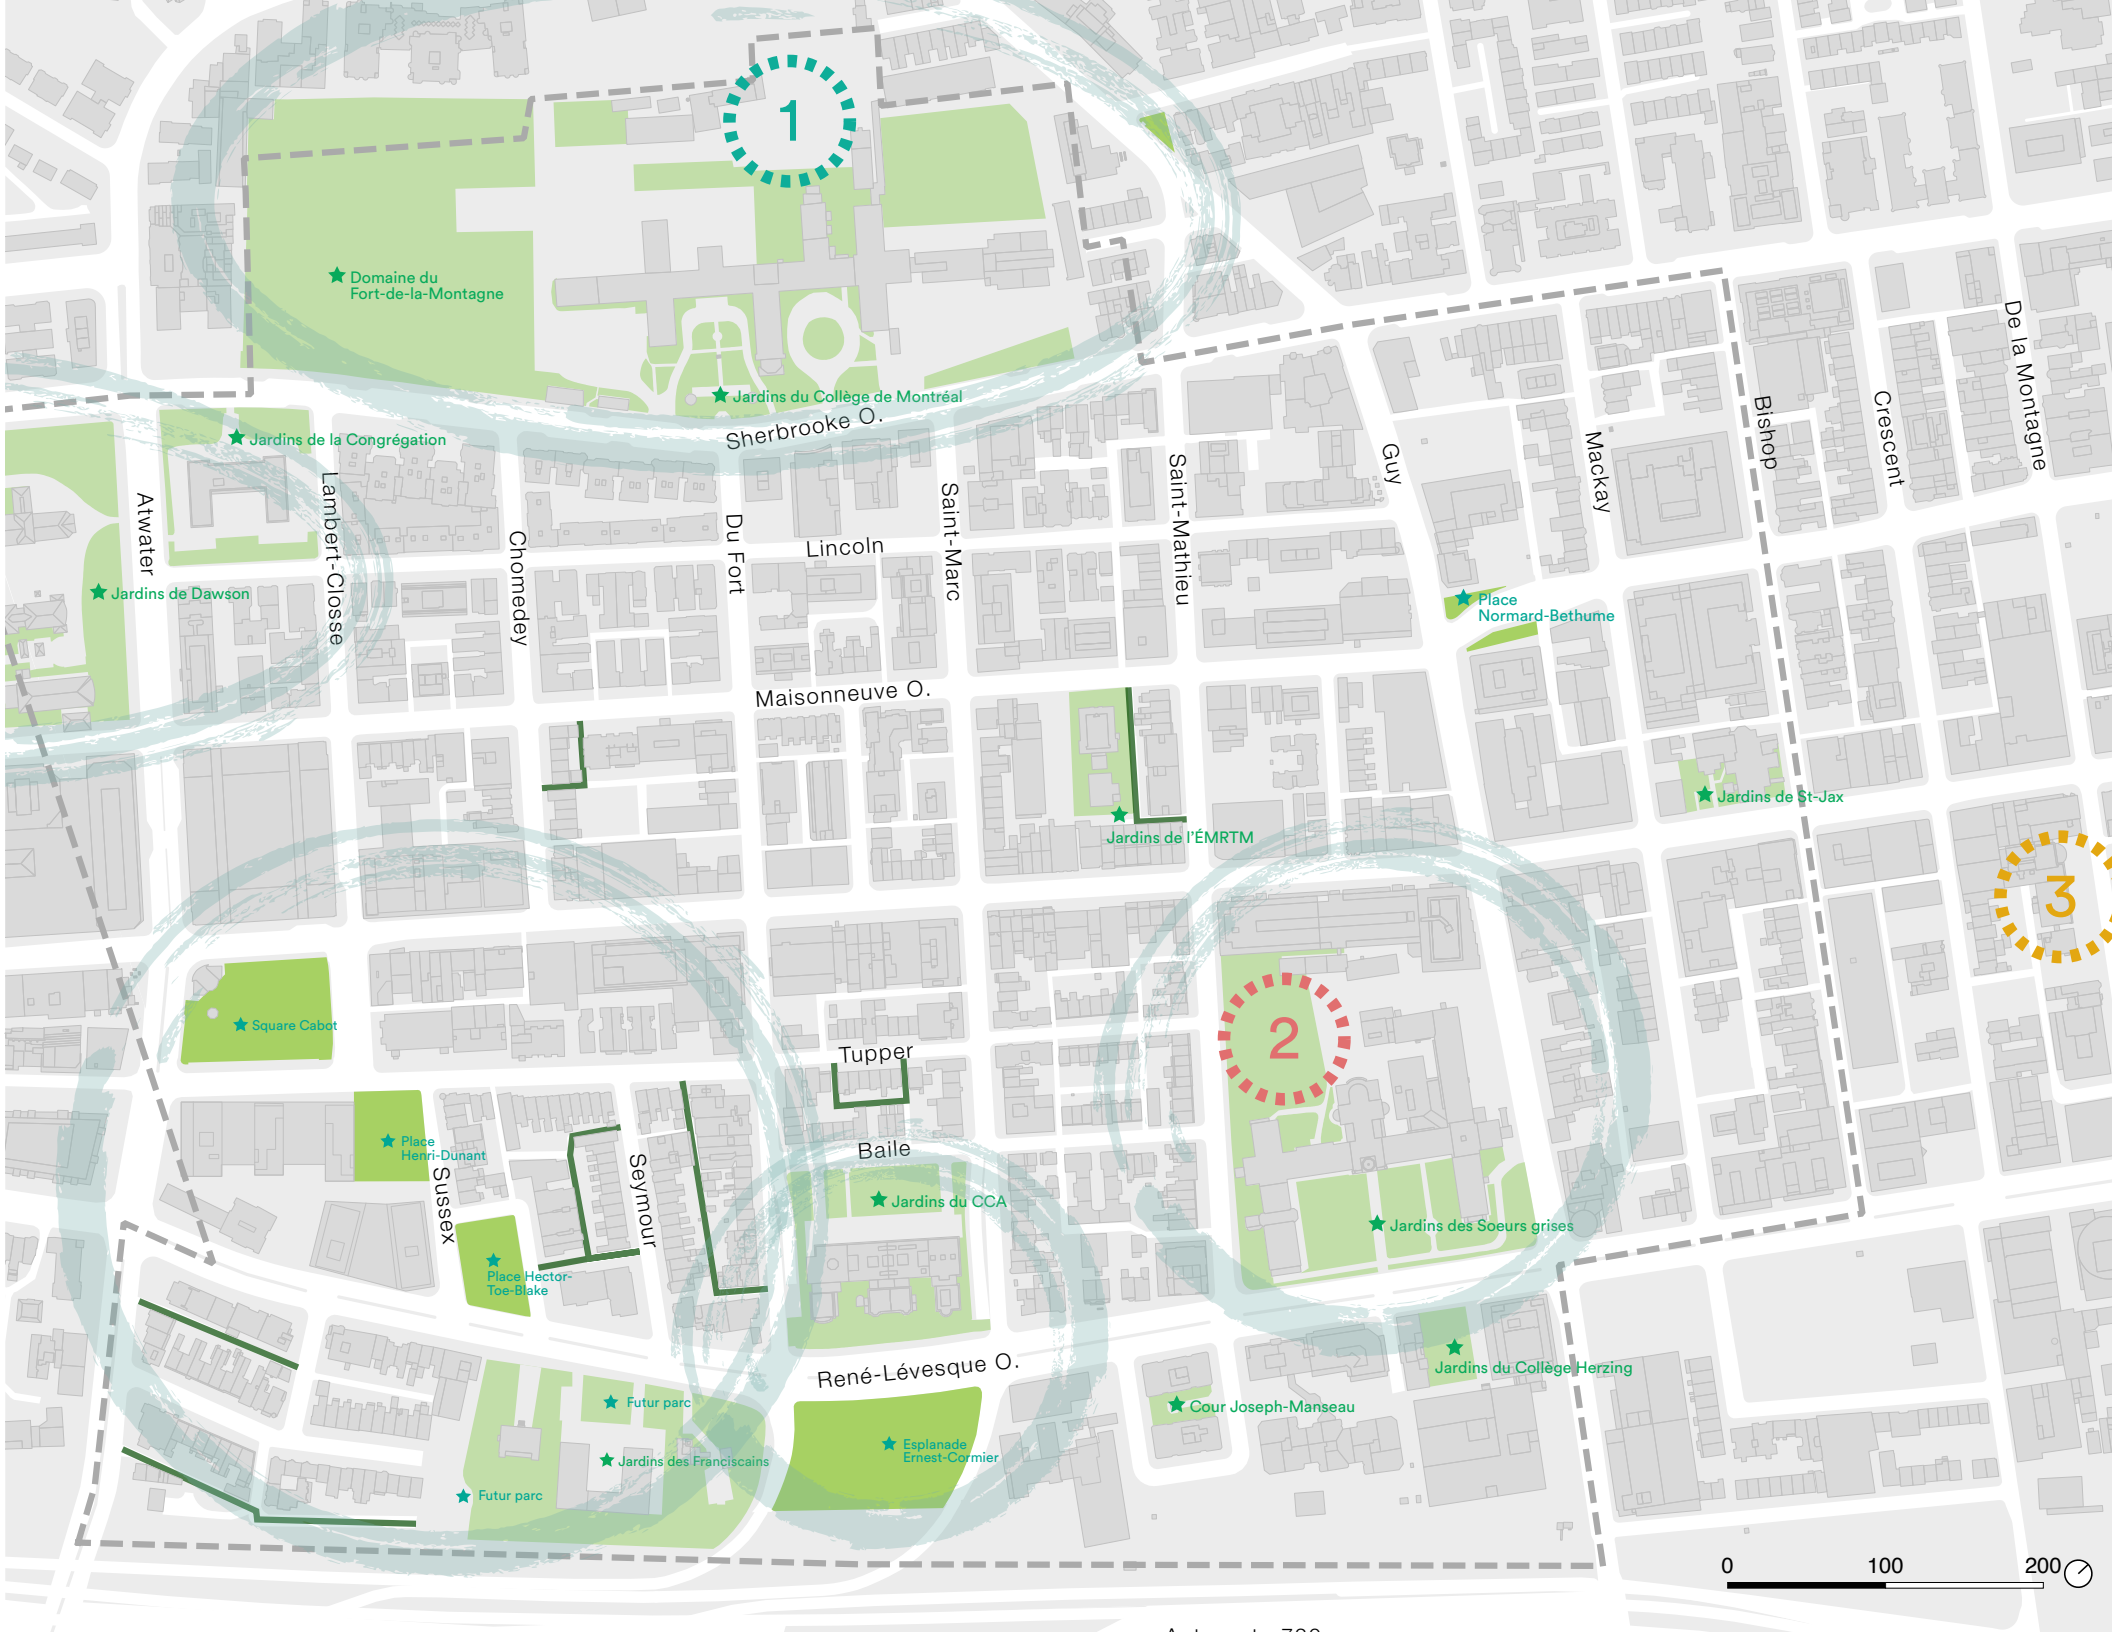 1
Domaine du
Fort-de-la-Montagne
Jardins du Collège de Montréal
Sherbrooke O.
Jardins de la Congrégation
De la Montagne
Bishop
Crescent
Mackay
Guy
Saint-Mathieu
Saint-Marc
Du Fort
Chomedey
Lambert-Closse
Atwater
Lincoln
Jardins de Dawson
Place
Normard-Bethume
Maisonneuve O.
Jardins de St-Jax
Jardins de l'ÉMRTM
3
Square Cabot
2
Tupper
Place
Henri-Dunant
Baile
Sussex
Seymour
Jardins du CCA
Jardins des Soeurs grises
Place Hector-
Toe-Blake
René-Lévesque O.
Jardins du Collège Herzing
Futur parc
Cour Joseph-Manseau
Esplanade
Ernest-Cormier
Jardins des Franciscains
Futur parc
0 100 200